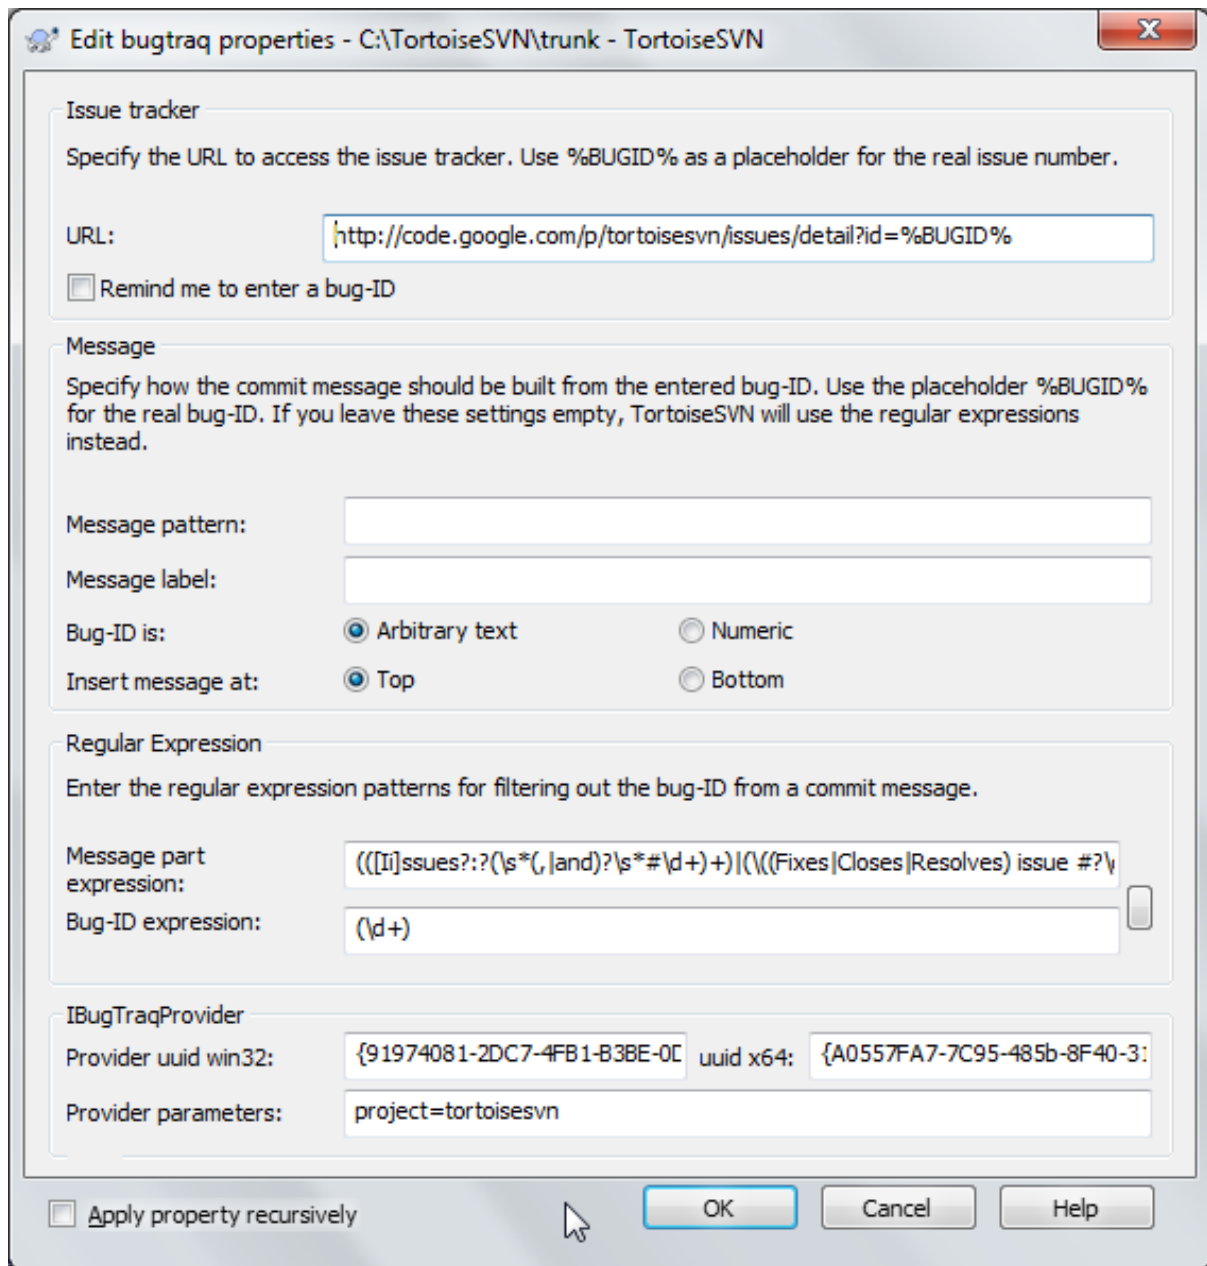 Edit bugtraq properties - C:\TortoiseSVN\trunk - TortoiseSVN
Issue tracker
Specify the URL to access the issue tracker. Use %BUGID% as a placeholder for the real issue number.
URL: http://code.google.com/p/tortoisesvn/issues/detail?id=%BUGID%
Remind me to enter a bug-ID
Message
Specify how the commit message should be built from the entered bug-ID. Use the placeholder %BUGID%
for the real bug-ID. If you leave these settings empty, TortoiseSVN will use the regular expressions
instead.
Message pattern:
Message label:
Bug-ID is: Arbitrary text Numeric
Insert message at: Top Bottom
Regular Expression
Enter the regular expression patterns for filtering out the bug-ID from a commit message.
Message part
expression:
(([Ii]ssues?:?(\s*(,|and)?\s*#\d+)+)|(\((Fixes|Closes|Resolves) issue #?\
Bug-ID expression: (\d+)
IBugTraqProvider
Provider uuid win32: {91974081-2DC7-4FB1-B3BE-0D uuid x64: {A0557FA7-7C95-485b-8F40-31
Provider parameters: project=tortoisesvn
Apply property recursively OK Cancel Help